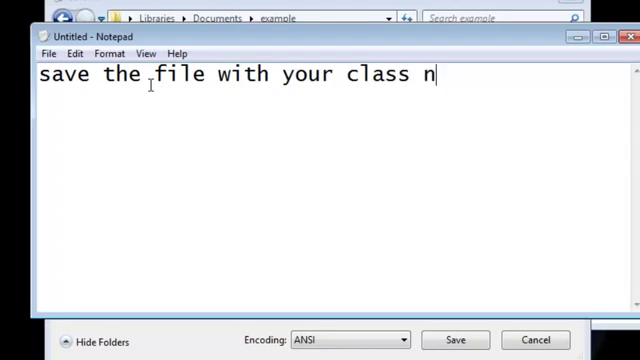 Libraries Documents example Search example
Untitled - Notepad
File Edit Format View Help
save the file with your class n
Hide Folders Encoding: ANSI Save Cancel